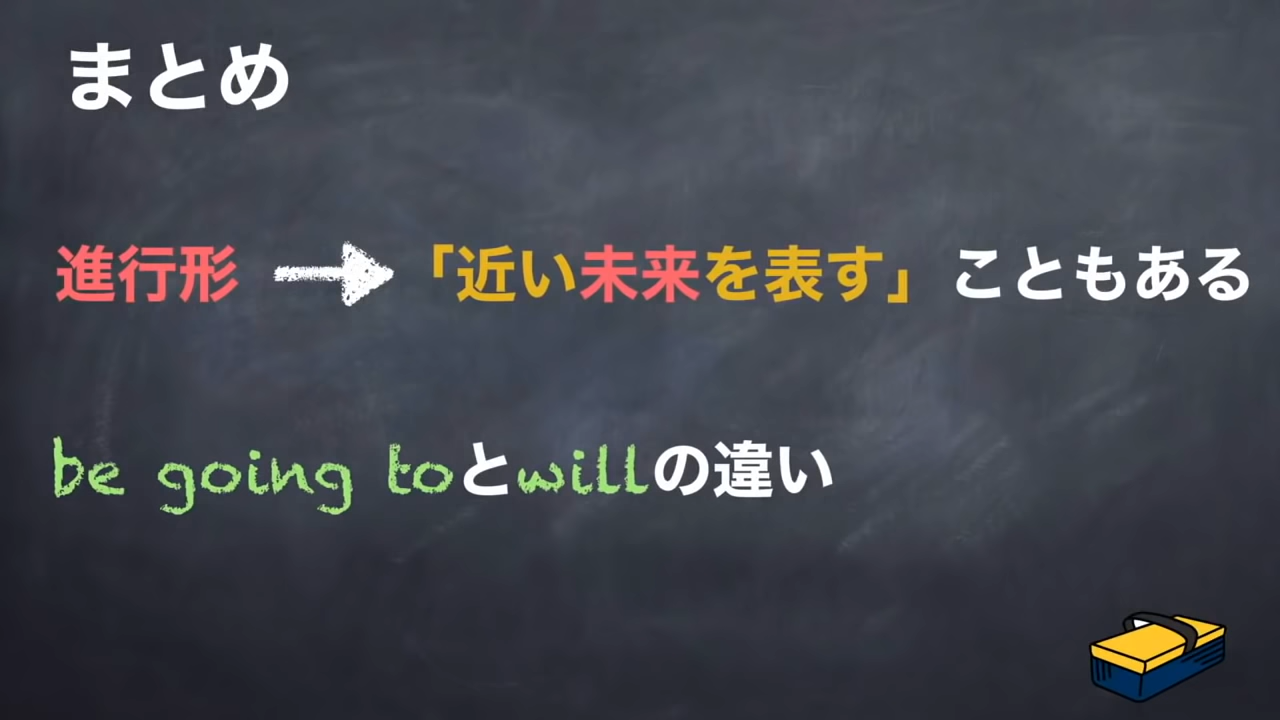 まとめ
進行形 → 「近い未来を表す」 こともある
be going toとwillの違い